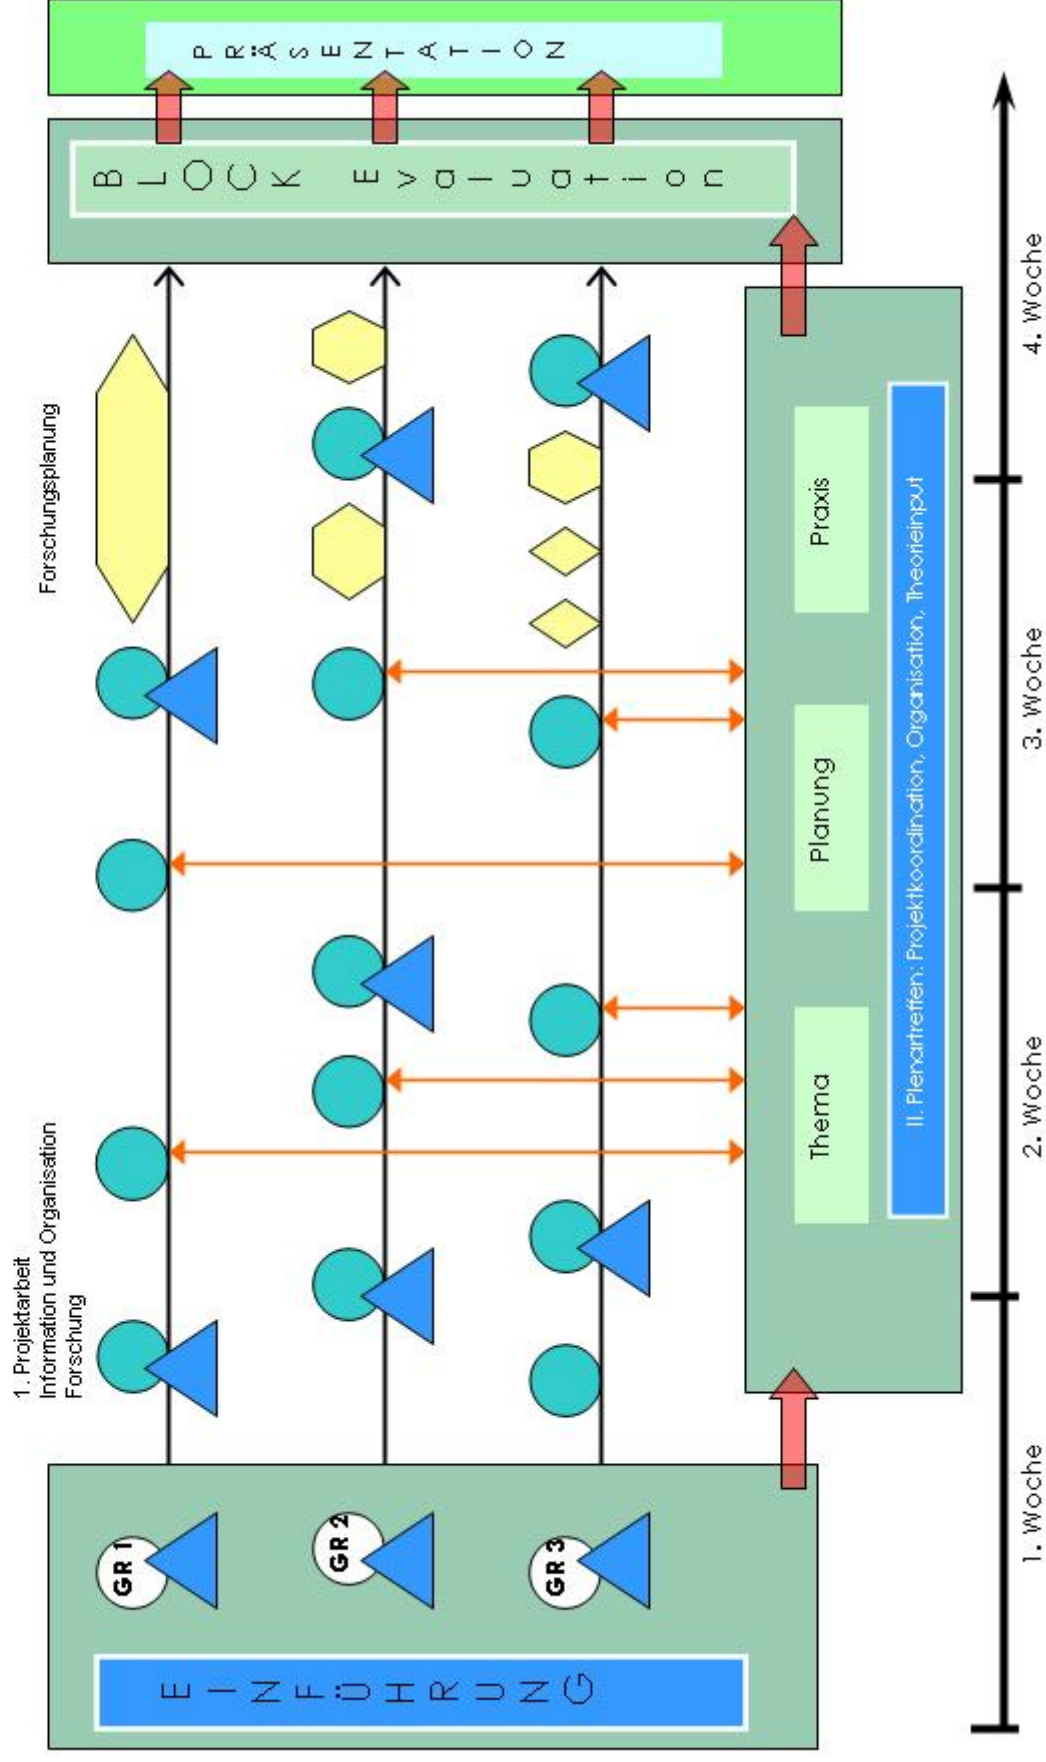 1. Projektarbeit
Information und Organisation
Forschung
Forschungsplanung
EINFÜHRUNG
GR 1
GR 2
GR 3
BLOCK Evaluation
PRÄSENTATION
Thema
Planung
Praxis
II. Plenartreffen: Projektkoordination, Organisation, Theorieinput
1. Woche
2. Woche
3. Woche
4. Woche